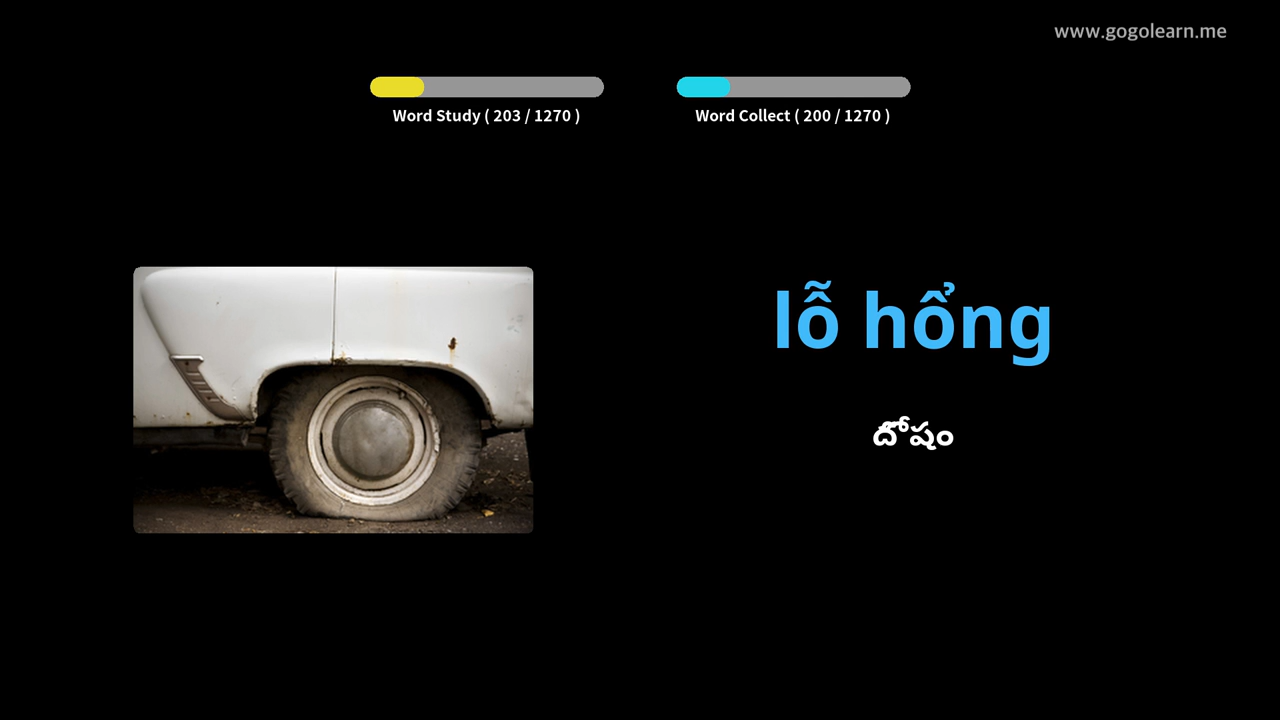 www.gogolearn.me
Word Study ( 203 / 1270 )
Word Collect ( 200 / 1270 )
lỗ hổng
దోషం